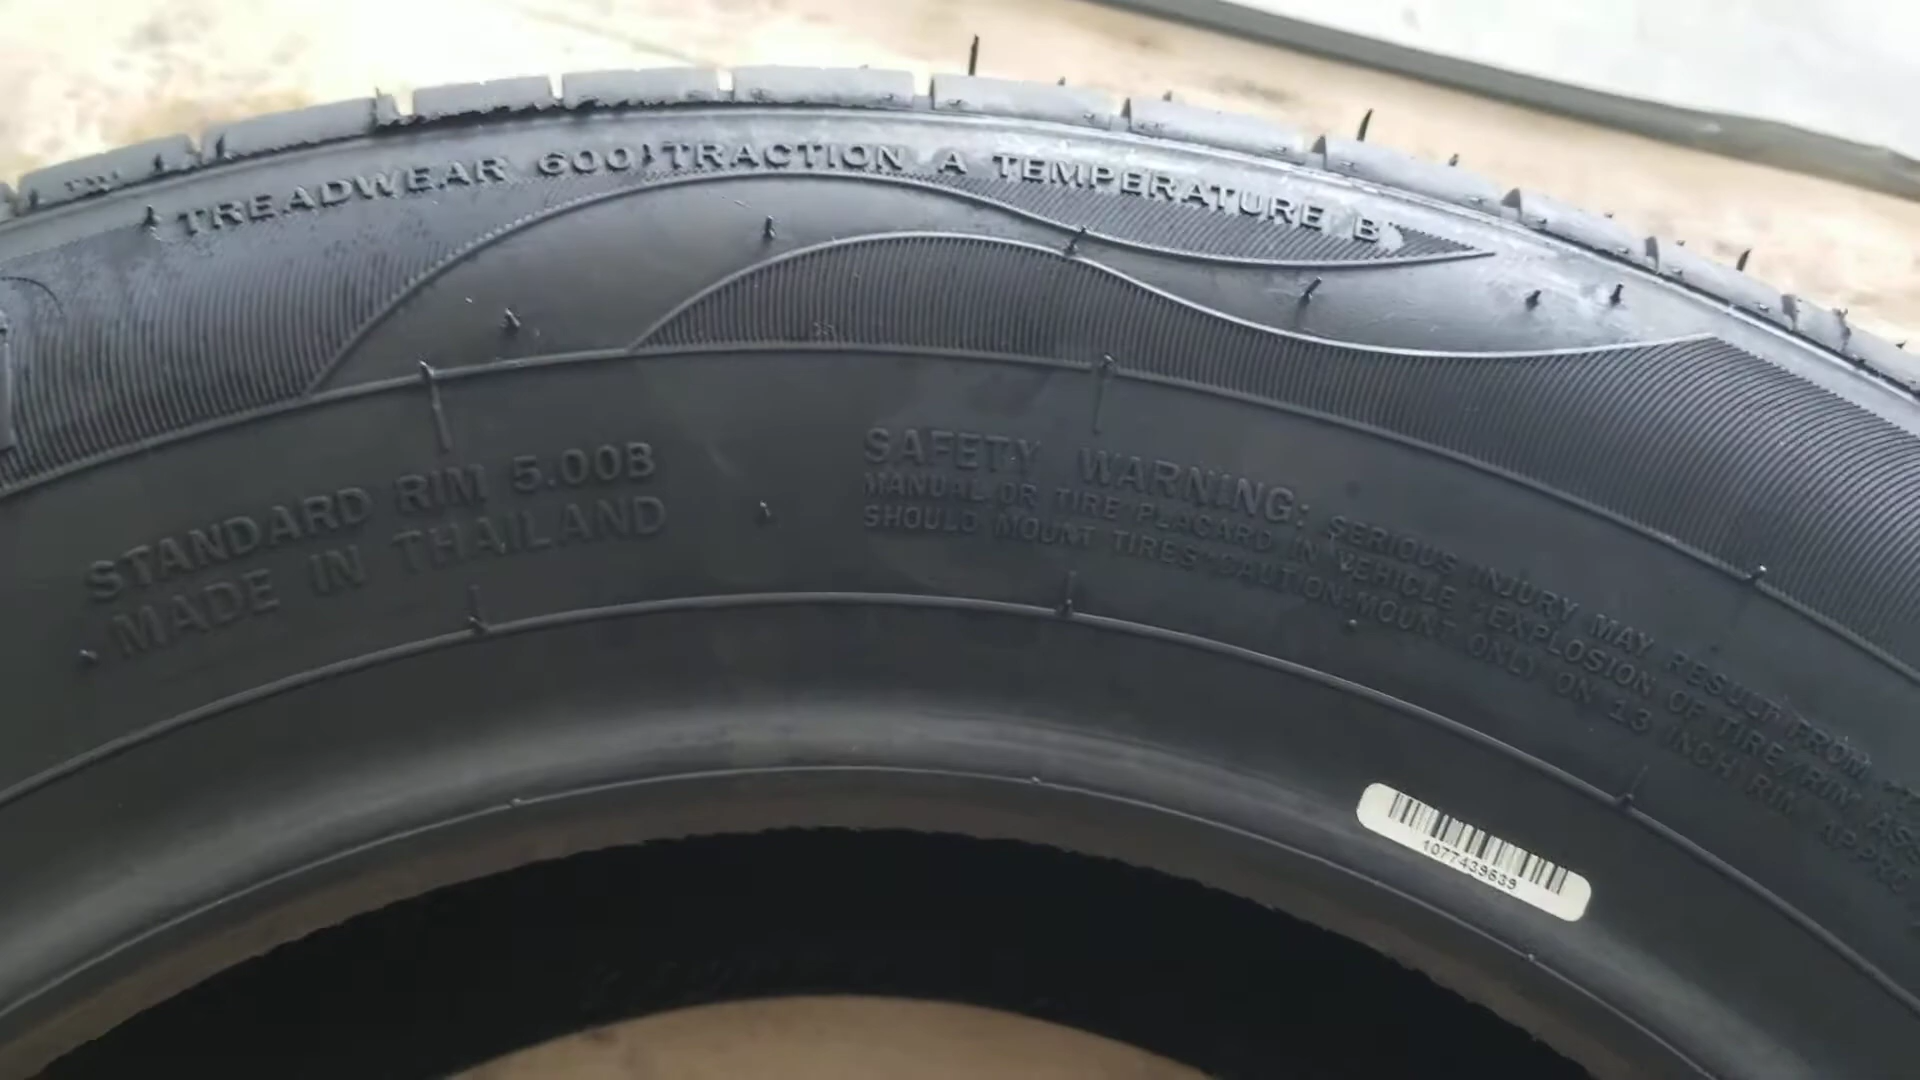 TREADWEAR 600 TRACTION A TEMPERATURE B
STANDARD RIM 5.00B
MADE IN THAILAND
SAFETY WARNING: SERIOUS INJURY MAY RESULT FROM
MANUAL OR TIRE PLACARD IN VEHICLE *EXPLOSION OF TIRE/RIM
SHOULD MOUNT TIRES *CAUTION-MOUNT ONLY ON 13 INCH RIM
1077439639